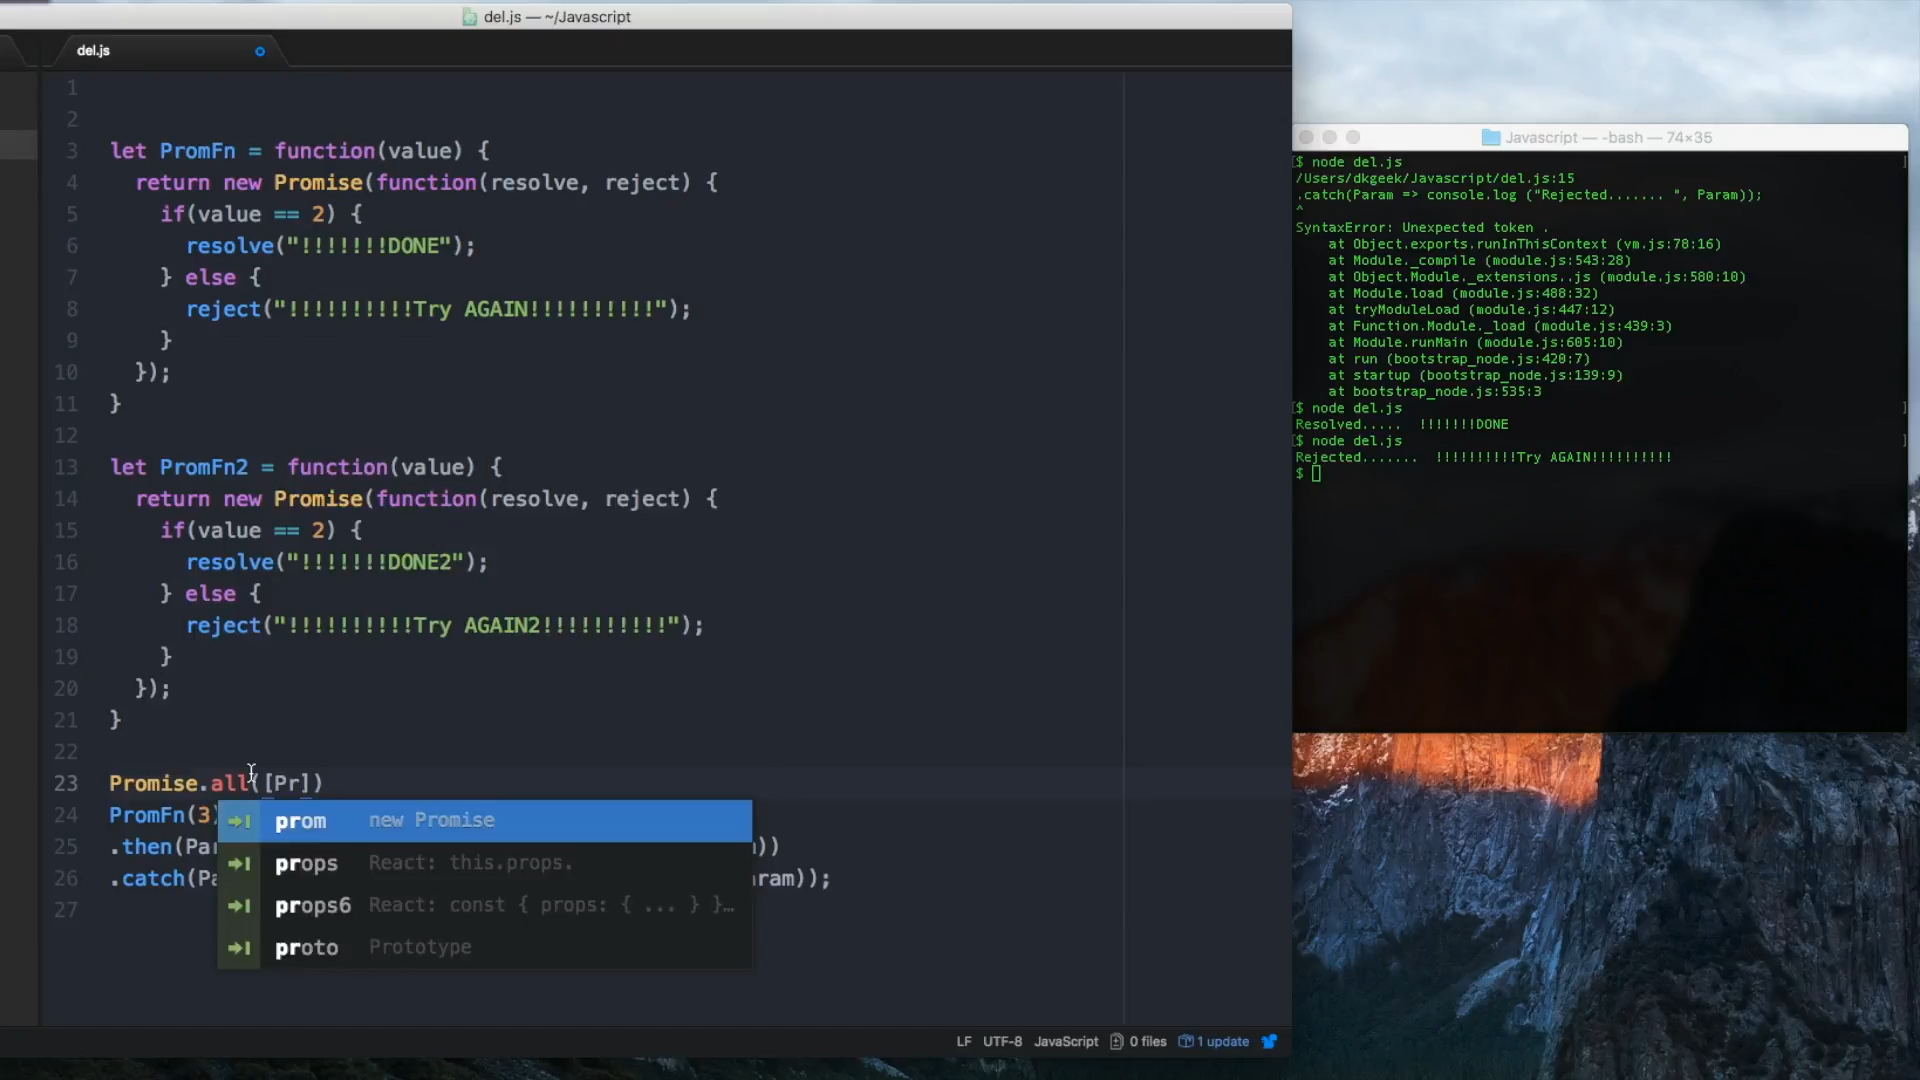 del.js — ~/Javascript
del.js
1
2
3 let PromFn = function(value) {
4 return new Promise(function(resolve, reject) {
5 if(value == 2) {
6 resolve("!!!!!!!DONE");
7 } else {
8 reject("!!!!!!!!!!Try AGAIN!!!!!!!!!!");
9 }
10 });
11 }
12
13 let PromFn2 = function(value) {
14 return new Promise(function(resolve, reject) {
15 if(value == 2) {
16 resolve("!!!!!!!DONE2");
17 } else {
18 reject("!!!!!!!!!!Try AGAIN2!!!!!!!!!!");
19 }
20 });
21 }
22
23 Promise.all([Pr])
24 PromFn(3)
25 .then(Pa ))
26 .catch(Pa ram));
27
prom new Promise
props React: this.props.
props6 React: const { props: { ... } }…
proto Prototype
LF UTF-8 JavaScript 0 files 1 update
Javascript — -bash — 74×35
$ node del.js
/Users/dkgeek/Javascript/del.js:15
.catch(Param => console.log ("Rejected....... ", Param));
^
SyntaxError: Unexpected token .
at Object.exports.runInThisContext (vm.js:78:16)
at Module._compile (module.js:543:28)
at Object.Module._extensions..js (module.js:580:10)
at Module.load (module.js:488:32)
at tryModuleLoad (module.js:447:12)
at Function.Module._load (module.js:439:3)
at Module.runMain (module.js:605:10)
at run (bootstrap_node.js:420:7)
at startup (bootstrap_node.js:139:9)
at bootstrap_node.js:535:3
$ node del.js
Resolved..... !!!!!!!DONE
$ node del.js
Rejected....... !!!!!!!!!!Try AGAIN!!!!!!!!!!
$